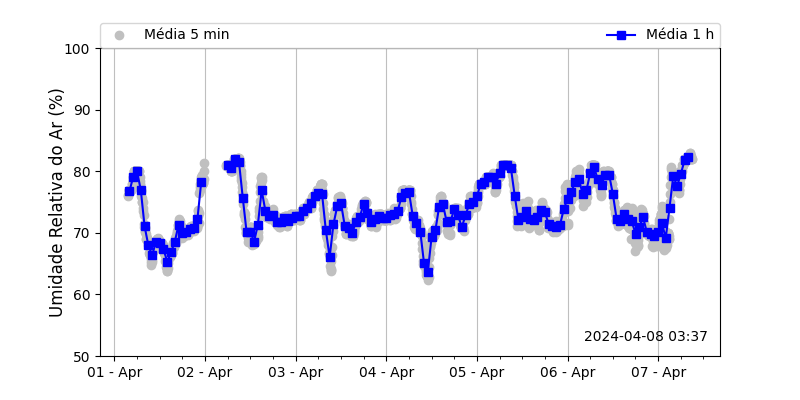 Média 5 min
Média 1 h
Umidade Relativa do Ar (%)
100
90
80
70
60
50
2024-04-08 03:37
01 - Apr
02 - Apr
03 - Apr
04 - Apr
05 - Apr
06 - Apr
07 - Apr